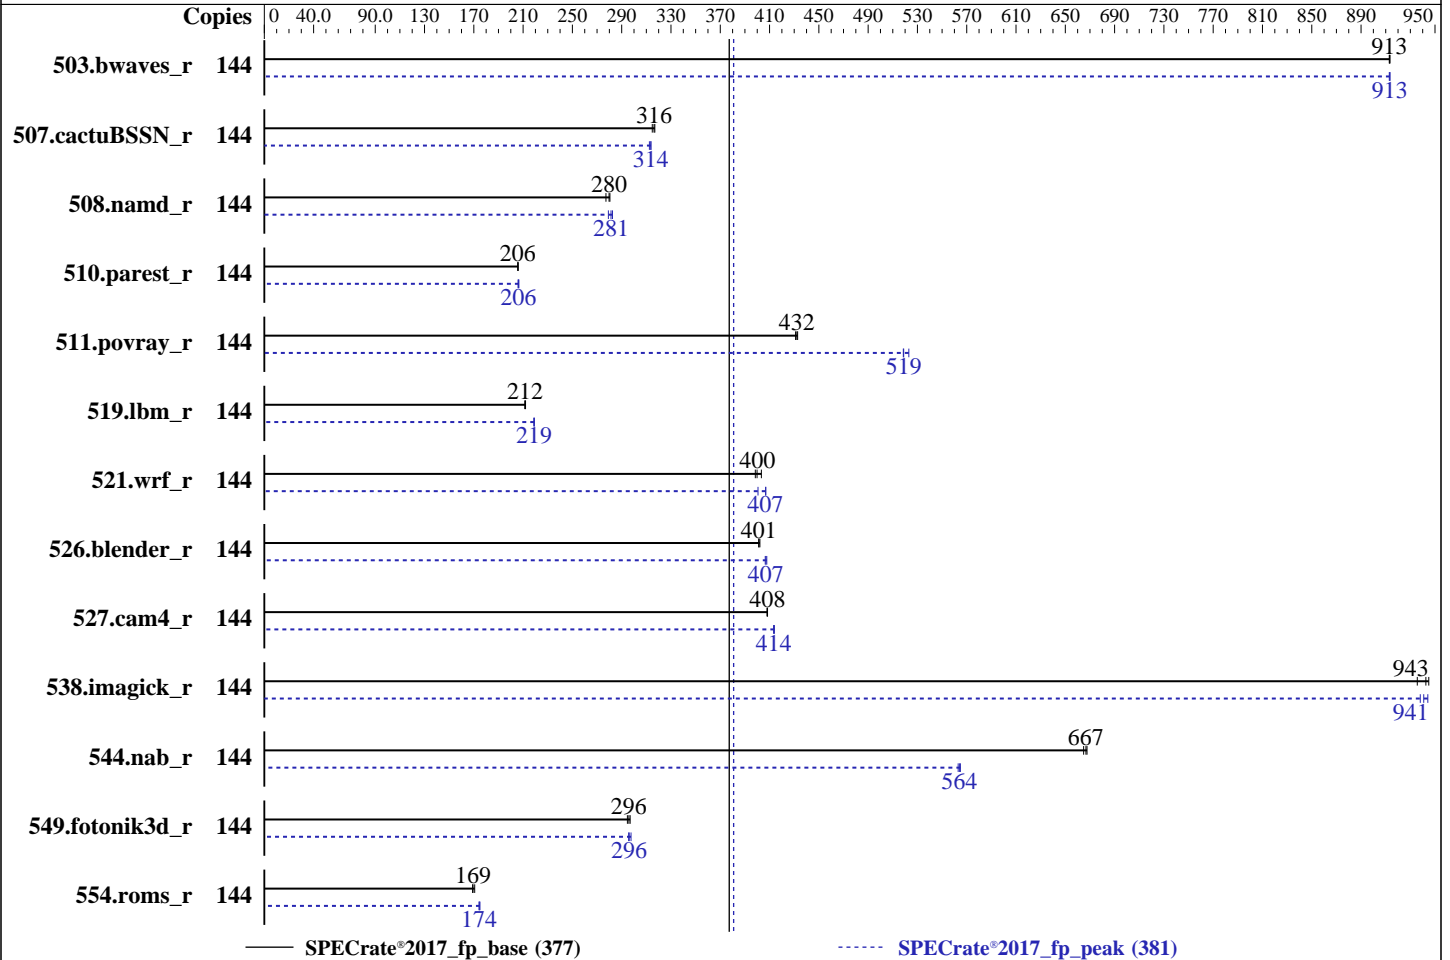 Copies 0 40.0 90.0 130 170 210 250 290 330 370 410 450 490 530 570 610 650 690 730 770 810 850 890 950
913
503.bwaves_r 144
913
316
507.cactuBSSN_r 144
314
280
508.namd_r 144
281
206
510.parest_r 144
206
432
511.povray_r 144
519
212
519.lbm_r 144
219
400
521.wrf_r 144
407
401
526.blender_r 144
407
408
527.cam4_r 144
414
943
538.imagick_r 144
941
667
544.nab_r 144
564
296
549.fotonik3d_r 144
296
169
554.roms_r 144
174
SPECrate®2017_fp_base (377) SPECrate®2017_fp_peak (381)